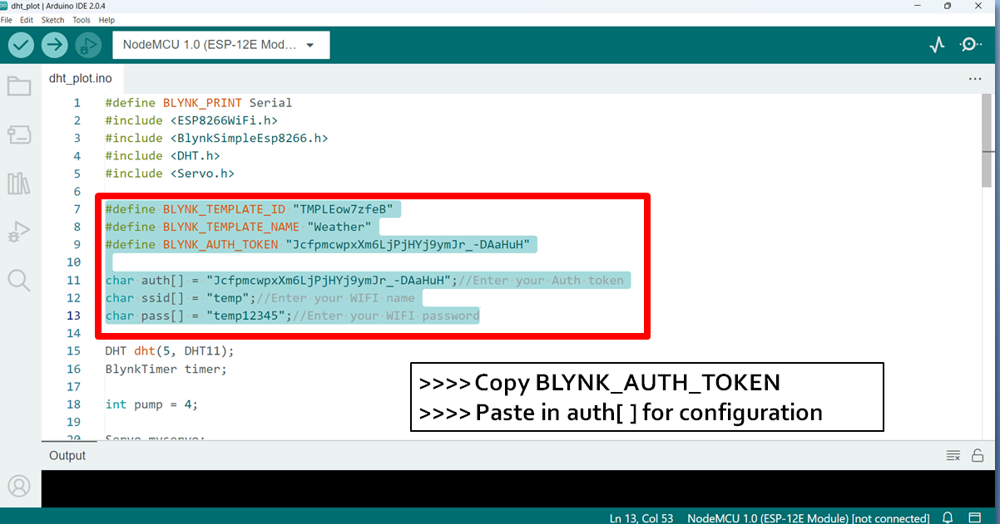 dht_plot | Arduino IDE 2.0.4
File Edit Sketch Tools Help
NodeMCU 1.0 (ESP-12E Mod...
dht_plot.ino
...
1 #define BLYNK_PRINT Serial
2 #include <ESP8266WiFi.h>
3 #include <BlynkSimpleEsp8266.h>
4 #include <DHT.h>
5 #include <Servo.h>
6
7 #define BLYNK_TEMPLATE_ID "TMPLEow7zfeB"
8 #define BLYNK_TEMPLATE_NAME "Weather"
9 #define BLYNK_AUTH_TOKEN "JcfpmcwpxXm6LjPjHYj9ymJr_-DAaHuH"
10
11 char auth[] = "JcfpmcwpxXm6LjPjHYj9ymJr_-DAaHuH";//Enter your Auth token
12 char ssid[] = "temp";//Enter your WIFI name
13 char pass[] = "temp12345";//Enter your WIFI password
14
15 DHT dht(5, DHT11);
16 BlynkTimer timer;
17
18 int pump = 4;
19
20 Servo myservo;
>>>> Copy BLYNK_AUTH_TOKEN
>>>> Paste in auth[ ] for configuration
Output
Ln 13, Col 53 NodeMCU 1.0 (ESP-12E Module) [not connected]